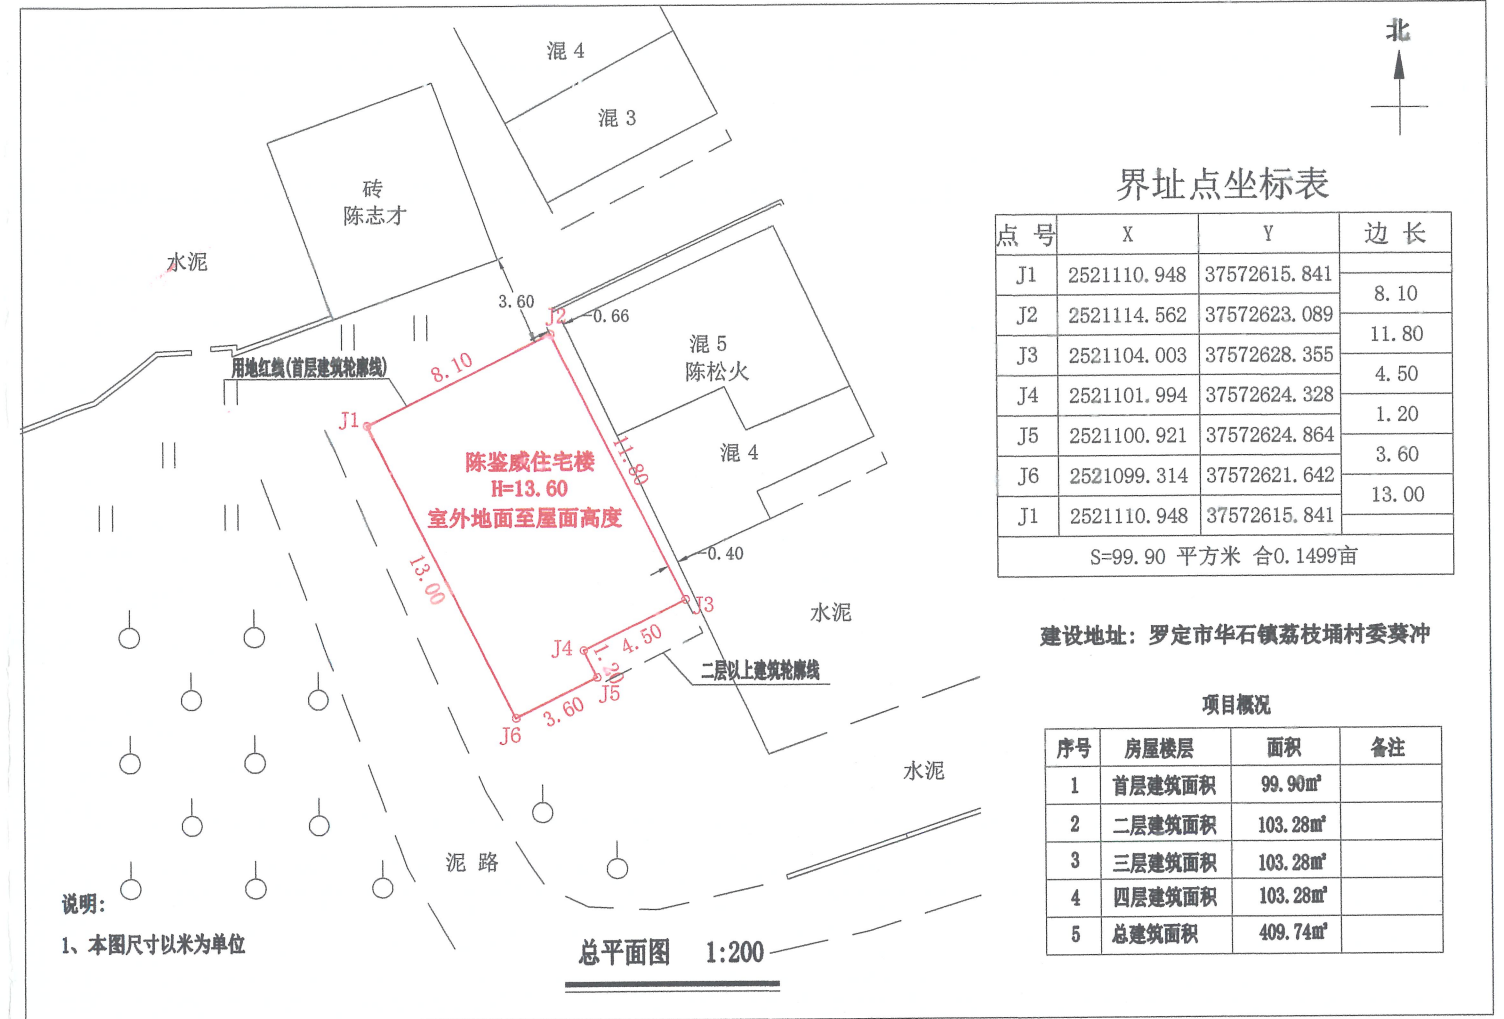 混 4
北
混 3
砖
陈志才
水泥
3.60
J2
0.66
混 5
陈松火
用地红线(首层建筑轮廓线)
8.10
J1
11.80
混 4
陈鉴威住宅楼
H=13.60
室外地面至屋面高度
13.00
0.40
J3
水泥
4.50
J4
1.20
J5
二层以上建筑轮廓线
3.60
J6
水泥
泥 路
说明:
1、本图尺寸以米为单位
总平面图 1:200
界址点坐标表
点 号 X Y 边 长
J1 2521110.948 37572615.841
8.10
J2 2521114.562 37572623.089
11.80
J3 2521104.003 37572628.355
4.50
J4 2521101.994 37572624.328
1.20
J5 2521100.921 37572624.864
3.60
J6 2521099.314 37572621.642
13.00
J1 2521110.948 37572615.841
S=99.90 平方米 合0.1499亩
建设地址: 罗定市华石镇荔枝埇村委葵冲
项目概况
序号 房屋楼层 面积 备注
1 首层建筑面积 99.90㎡
2 二层建筑面积 103.28㎡
3 三层建筑面积 103.28㎡
4 四层建筑面积 103.28㎡
5 总建筑面积 409.74㎡